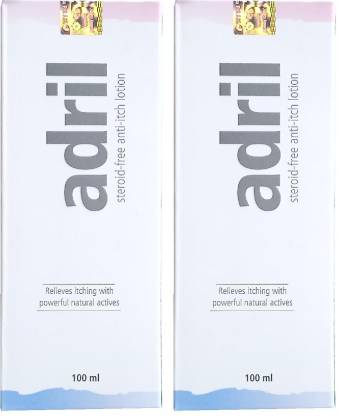 adril
steroid-free anti-itch lotion
Relieves itching with
powerful natural actives
100 ml
adril
steroid-free anti-itch lotion
Relieves itching with
powerful natural actives
100 ml